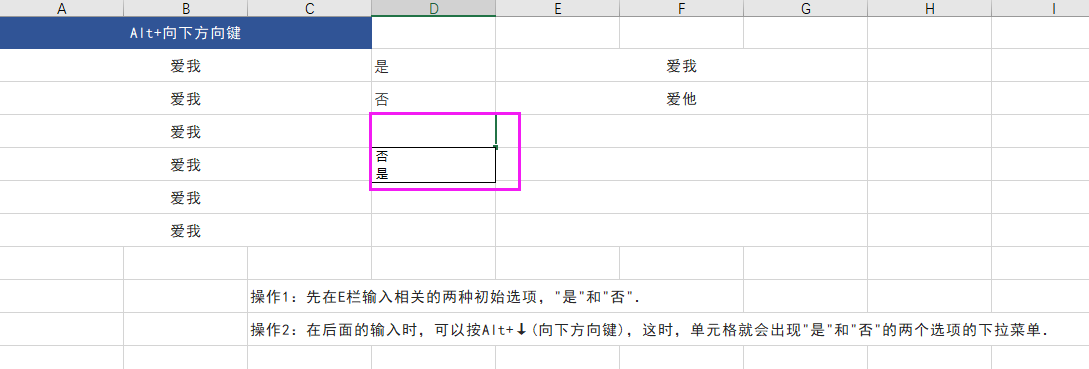 A B C D E F G H I
Alt+向下方向键
爱我 是 爱我
爱我 否 爱他
爱我
否
爱我
是
爱我
爱我
操作1: 先在E栏输入相关的两种初始选项，"是"和"否".
操作2: 在后面的输入时，可以按Alt+↓(向下方向键)，这时，单元格就会出现"是"和"否"的两个选项的下拉菜单.